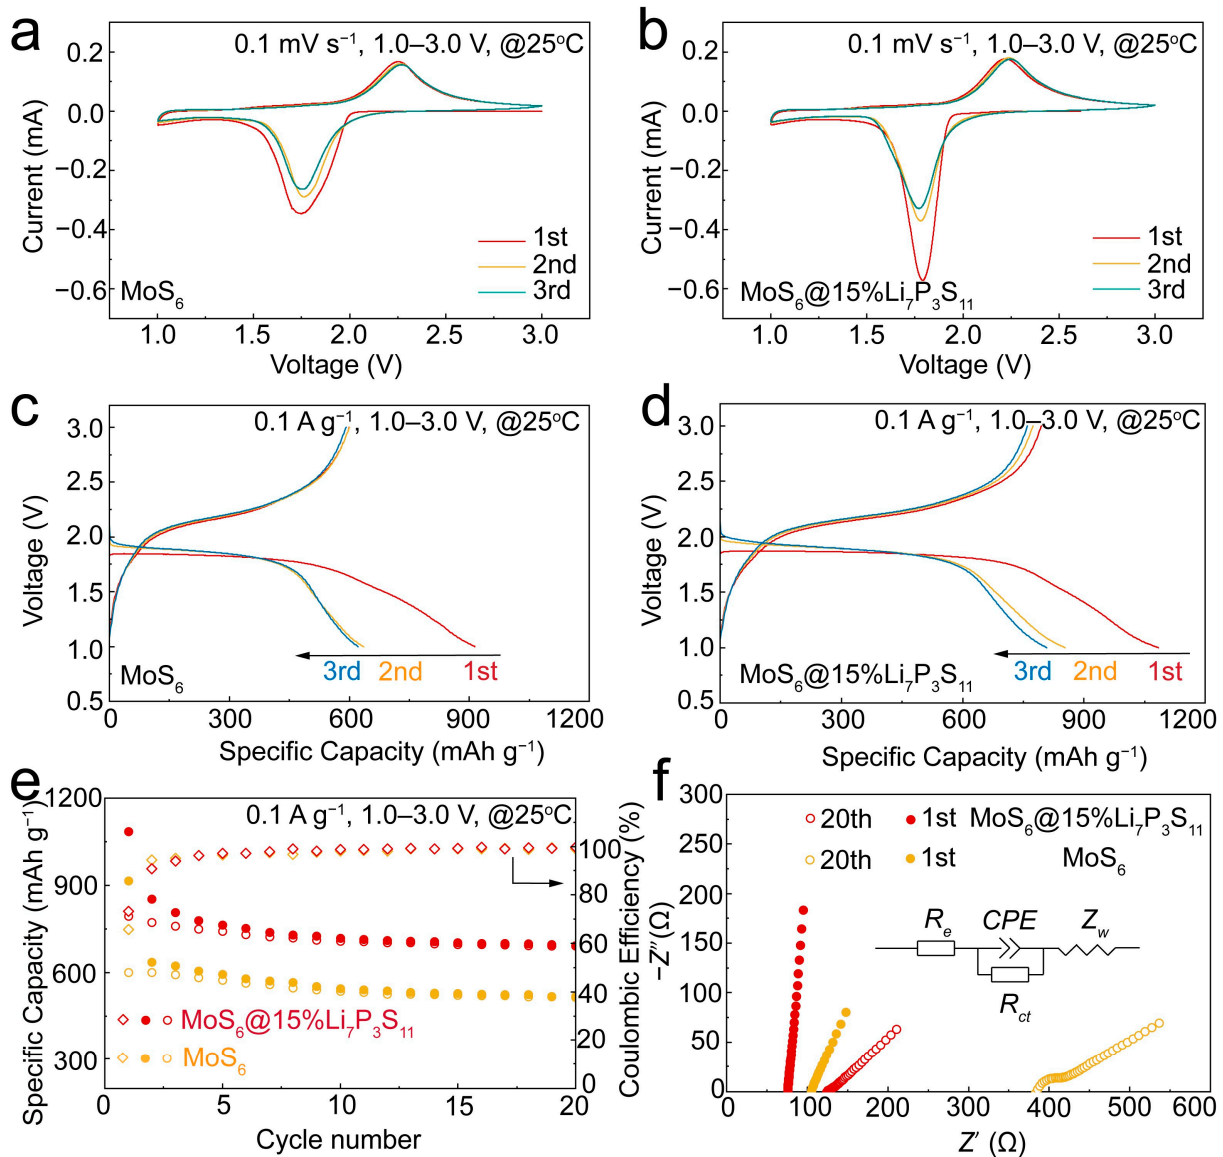 a
0.1 mV s⁻¹, 1.0–3.0 V, @25°C
0.2
0.0
−0.2
−0.4
−0.6
Current (mA)
1st
2nd
3rd
MoS₆
1.0 1.5 2.0 2.5 3.0
Voltage (V)
b
0.1 mV s⁻¹, 1.0–3.0 V, @25°C
0.2
0.0
−0.2
−0.4
−0.6
Current (mA)
1st
2nd
3rd
MoS₆@15%Li₇P₃S₁₁
1.0 1.5 2.0 2.5 3.0
Voltage (V)
c
0.1 A g⁻¹, 1.0–3.0 V, @25°C
3.0
2.5
2.0
1.5
1.0
0.5
Voltage (V)
3rd 2nd 1st
MoS₆
0 300 600 900 1200
Specific Capacity (mAh g⁻¹)
d
0.1 A g⁻¹, 1.0–3.0 V, @25°C
3.0
2.5
2.0
1.5
1.0
0.5
Voltage (V)
3rd 2nd 1st
MoS₆@15%Li₇P₃S₁₁
0 300 600 900 1200
Specific Capacity (mAh g⁻¹)
e
0.1 A g⁻¹, 1.0–3.0 V, @25°C
1200
900
600
300
Specific Capacity (mAh g⁻¹)
100
80
60
40
20
0
Coulombic Efficiency (%)
MoS₆@15%Li₇P₃S₁₁
MoS₆
0 5 10 15 20
Cycle number
f
300
250
200
150
100
50
0
−Z″ (Ω)
20th 1st MoS₆@15%Li₇P₃S₁₁
20th 1st MoS₆
Rₑ CPE Z_w
R_ct
0 100 200 300 400 500 600
Z′ (Ω)